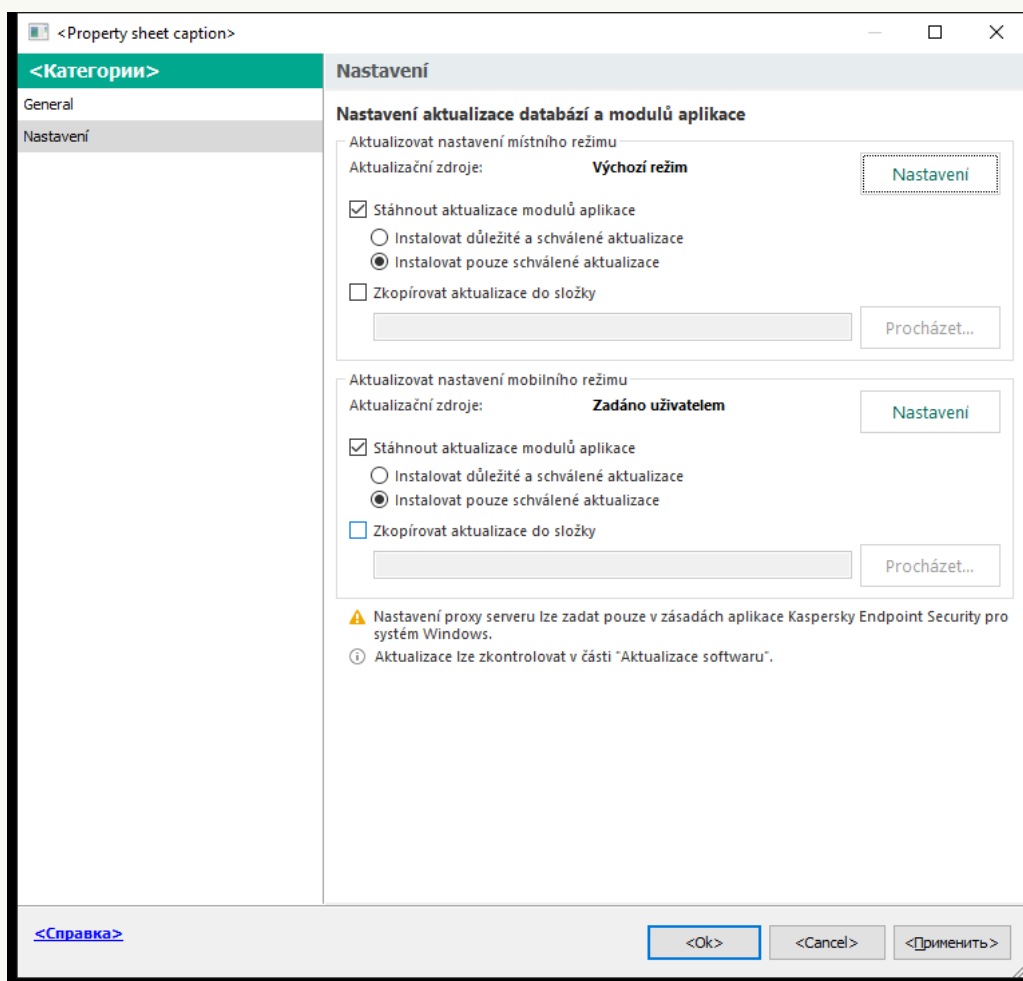 <Property sheet caption>
<Категории>
General
Nastavení
Nastavení
Nastavení aktualizace databází a modulů aplikace
Aktualizovat nastavení místního režimu
Aktualizační zdroje: Výchozí režim Nastavení
Stáhnout aktualizace modulů aplikace
Instalovat důležité a schválené aktualizace
Instalovat pouze schválené aktualizace
Zkopírovat aktualizace do složky
Procházet...
Aktualizovat nastavení mobilního režimu
Aktualizační zdroje: Zadáno uživatelem Nastavení
Stáhnout aktualizace modulů aplikace
Instalovat důležité a schválené aktualizace
Instalovat pouze schválené aktualizace
Zkopírovat aktualizace do složky
Procházet...
Nastavení proxy serveru lze zadat pouze v zásadách aplikace Kaspersky Endpoint Security pro
systém Windows.
Aktualizace lze zkontrolovat v části "Aktualizace softwaru".
<Справка>
<Ok> <Cancel> <Применить>